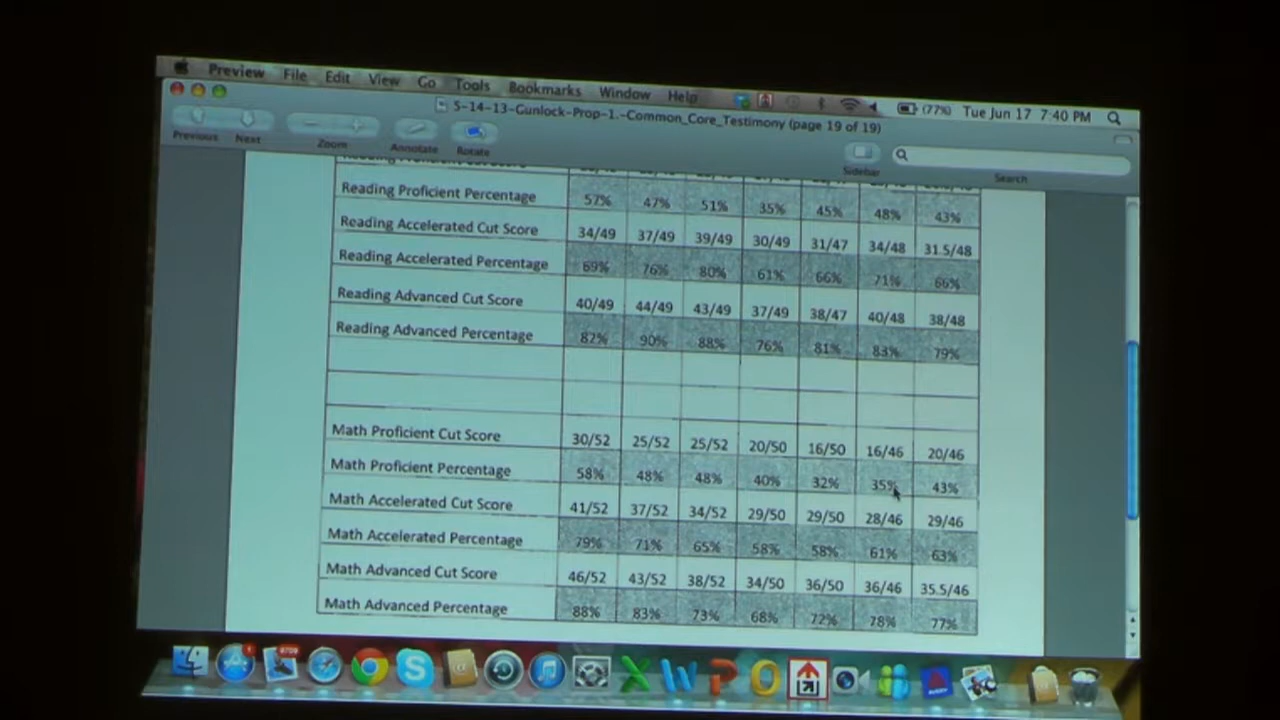 Preview File Edit View Go Tools Bookmarks Window Help (77%) Tue Jun 17 7:40 PM
5-14-13-Gunlock-Prop-1.-Common_Core_Testimony (page 19 of 19)
Previous Next Zoom Annotate Rotate Sidebar Search
Reading Proficient Cut Score
Reading Proficient Percentage 57% 47% 51% 35% 45% 48% 43%
Reading Accelerated Cut Score 34/49 37/49 39/49 30/49 31/47 34/48 31.5/48
Reading Accelerated Percentage 69% 76% 80% 61% 66% 71% 66%
Reading Advanced Cut Score 40/49 44/49 43/49 37/49 38/47 40/48 38/48
Reading Advanced Percentage 82% 90% 88% 76% 81% 83% 79%
Math Proficient Cut Score 30/52 25/52 25/52 20/50 16/50 16/46 20/46
Math Proficient Percentage 58% 48% 48% 40% 32% 35% 43%
Math Accelerated Cut Score 41/52 37/52 34/52 29/50 29/50 28/46 29/46
Math Accelerated Percentage 79% 71% 65% 58% 58% 61% 63%
Math Advanced Cut Score 46/52 43/52 38/52 34/50 36/50 36/46 35.5/46
Math Advanced Percentage 88% 83% 73% 68% 72% 78% 77%